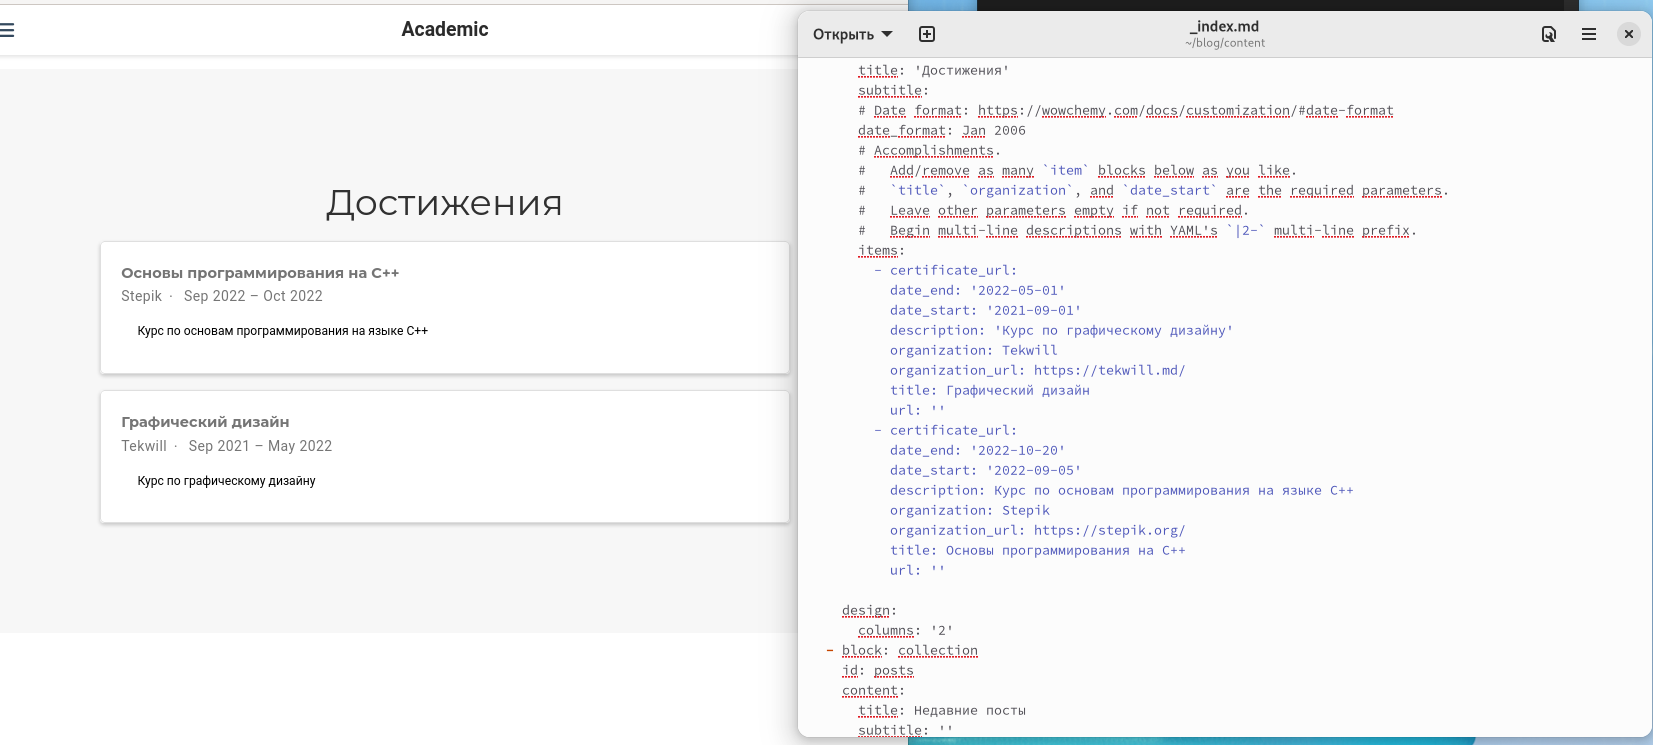 Academic
Достижения
Основы программирования на C++
Stepik · Sep 2022 – Oct 2022
Курс по основам программирования на языке C++
Графический дизайн
Tekwill · Sep 2021 – May 2022
Курс по графическому дизайну
Открыть
_index.md
~/blog/content
title: 'Достижения'
subtitle:
# Date format: https://wowchemy.com/docs/customization/#date-format
date_format: Jan 2006
# Accomplishments.
#   Add/remove as many `item` blocks below as you like.
#   `title`, `organization`, and `date_start` are the required parameters.
#   Leave other parameters empty if not required.
#   Begin multi-line descriptions with YAML's `|2-` multi-line prefix.
items:
- certificate_url:
date_end: '2022-05-01'
date_start: '2021-09-01'
description: 'Курс по графическому дизайну'
organization: Tekwill
organization_url: https://tekwill.md/
title: Графический дизайн
url: ''
- certificate_url:
date_end: '2022-10-20'
date_start: '2022-09-05'
description: Курс по основам программирования на языке C++
organization: Stepik
organization_url: https://stepik.org/
title: Основы программирования на C++
url: ''
design:
columns: '2'
- block: collection
id: posts
content:
title: Недавние посты
subtitle: ''